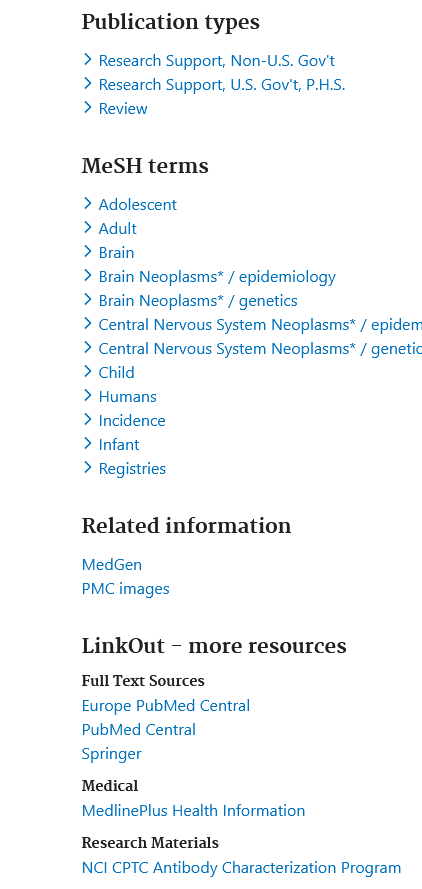 Publication types
Research Support, Non-U.S. Gov't
Research Support, U.S. Gov't, P.H.S.
Review
MeSH terms
Adolescent
Adult
Brain
Brain Neoplasms* / epidemiology
Brain Neoplasms* / genetics
Central Nervous System Neoplasms* / epidem
Central Nervous System Neoplasms* / genetic
Child
Humans
Incidence
Infant
Registries
Related information
MedGen
PMC images
LinkOut - more resources
Full Text Sources
Europe PubMed Central
PubMed Central
Springer
Medical
MedlinePlus Health Information
Research Materials
NCI CPTC Antibody Characterization Program